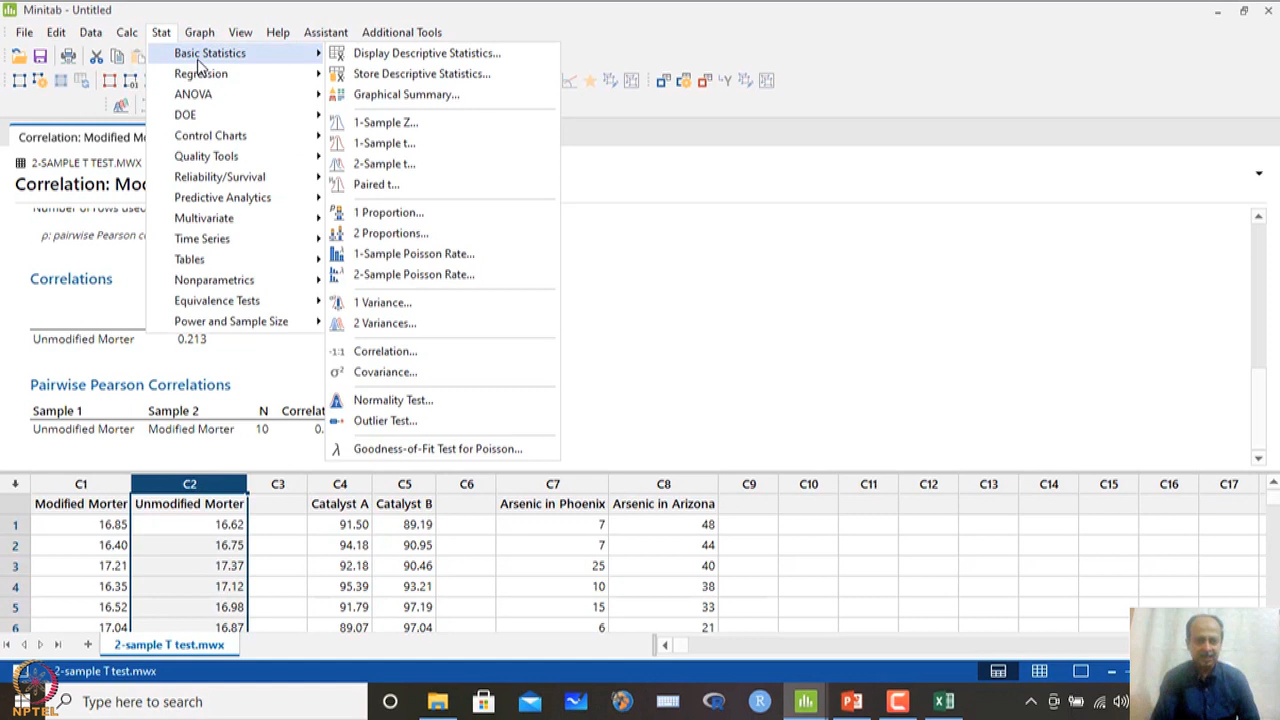 Minitab - Untitled
File Edit Data Calc Stat Graph View Help Assistant Additional Tools
Basic Statistics
Regression
ANOVA
DOE
Control Charts
Quality Tools
Reliability/Survival
Predictive Analytics
Multivariate
Time Series
Tables
Nonparametrics
Equivalence Tests
Power and Sample Size
Display Descriptive Statistics...
Store Descriptive Statistics...
Graphical Summary...
1-Sample Z...
1-Sample t...
2-Sample t...
Paired t...
1 Proportion...
2 Proportions...
1-Sample Poisson Rate...
2-Sample Poisson Rate...
1 Variance...
2 Variances...
Correlation...
Covariance...
Normality Test...
Outlier Test...
Goodness-of-Fit Test for Poisson...
Correlation: Modified M
2-SAMPLE T TEST.MWX
Correlation: Mo
Number of rows used
ρ: pairwise Pearson c
Correlations
Unmodified Morter 0.213
Pairwise Pearson Correlations
Sample 1 Sample 2 N Correla
Unmodified Morter Modified Morter 10 0.
C1 C2 C3 C4 C5 C6 C7 C8 C9 C10 C11 C12 C13 C14 C15 C16 C17
Modified Morter Unmodified Morter Catalyst A Catalyst B Arsenic in Phoenix Arsenic in Arizona
1 16.85 16.62 91.50 89.19 7 48
2 16.40 16.75 94.18 90.95 7 44
3 17.21 17.37 92.18 90.46 25 40
4 16.35 17.12 95.39 93.21 10 38
5 16.52 16.98 91.79 97.19 15 33
6 17.04 16.87 89.07 97.04 6 21
2-sample T test.mwx
2-sample T test.mwx
Type here to search
NPTEL